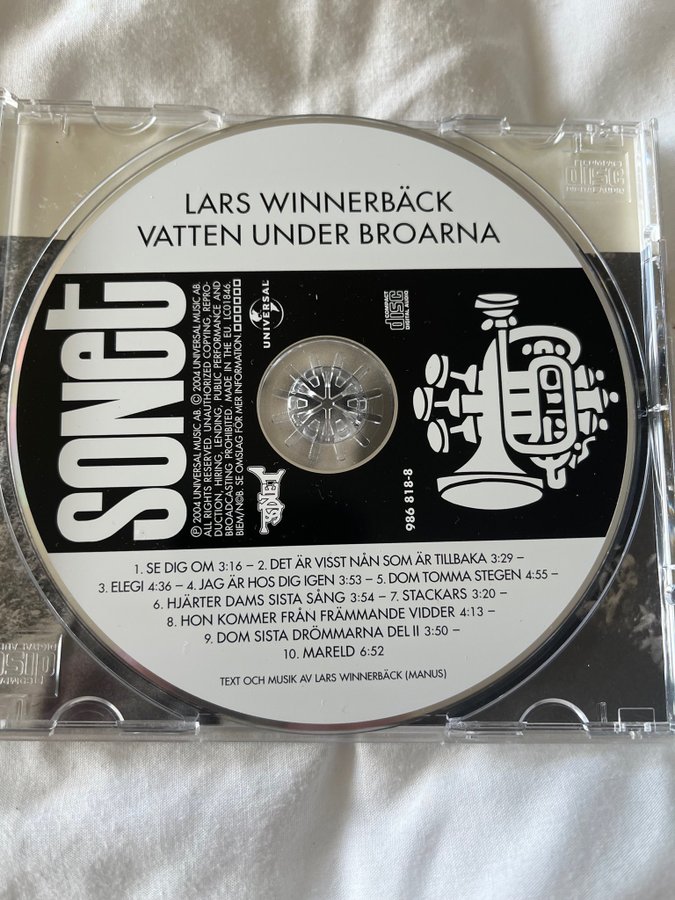 LARS WINNERBÄCK
VATTEN UNDER BROARNA
SONET
℗ 2004 UNIVERSAL MUSIC AB. © 2004 UNIVERSAL MUSIC AB.
ALL RIGHTS RESERVED. UNAUTHORIZED COPYING, REPRO-
DUCTION, HIRING, LENDING, PUBLIC PERFORMANCE AND
BROADCASTING PROHIBITED. MADE IN THE EU. LC01846.
BIEM/N©B. SE OMSLAG FÖR MER INFORMATION.
UNIVERSAL
COMPACT
disc
DIGITAL AUDIO
986 818-8
1. SE DIG OM 3:16 – 2. DET ÄR VISST NÅN SOM ÄR TILLBAKA 3:29 –
3. ELEGI 4:36 – 4. JAG ÄR HOS DIG IGEN 3:53 – 5. DOM TOMMA STEGEN 4:55 –
6. HJÄRTER DAMS SISTA SÅNG 3:54 – 7. STACKARS 3:20 –
8. HON KOMMER FRÅN FRÄMMANDE VIDDER 4:13 –
9. DOM SISTA DRÖMMARNA DEL II 3:50 –
10. MARELD 6:52
TEXT OCH MUSIK AV LARS WINNERBÄCK (MANUS)
COMPACT
DISC
DIGITAL AUDIO